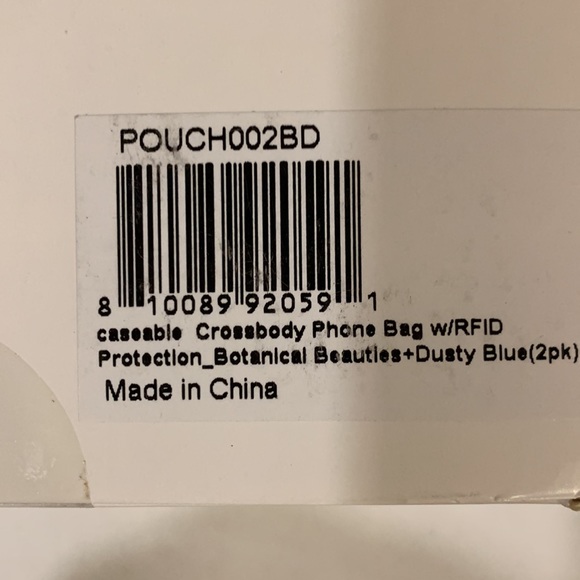 POUCH002BD
8 10089 92059 1
caseable Crossbody Phone Bag w/RFID
Protection_Botanical Beauties+Dusty Blue(2pk)
Made in China